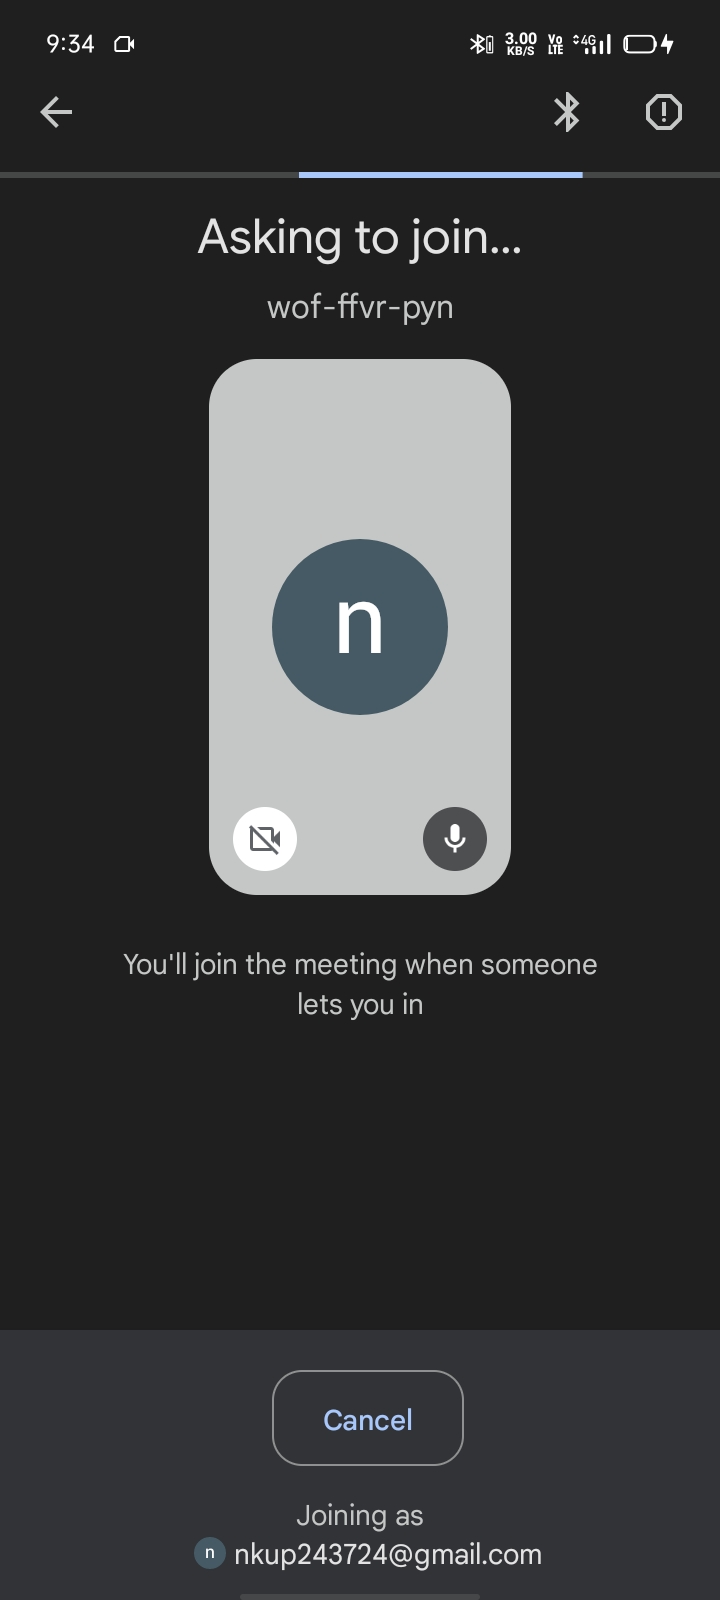 9:34 3.00 KB/S Vo LTE 4G
Asking to join...
wof-ffvr-pyn
n
You'll join the meeting when someone
lets you in
Cancel
Joining as
n nkup243724@gmail.com